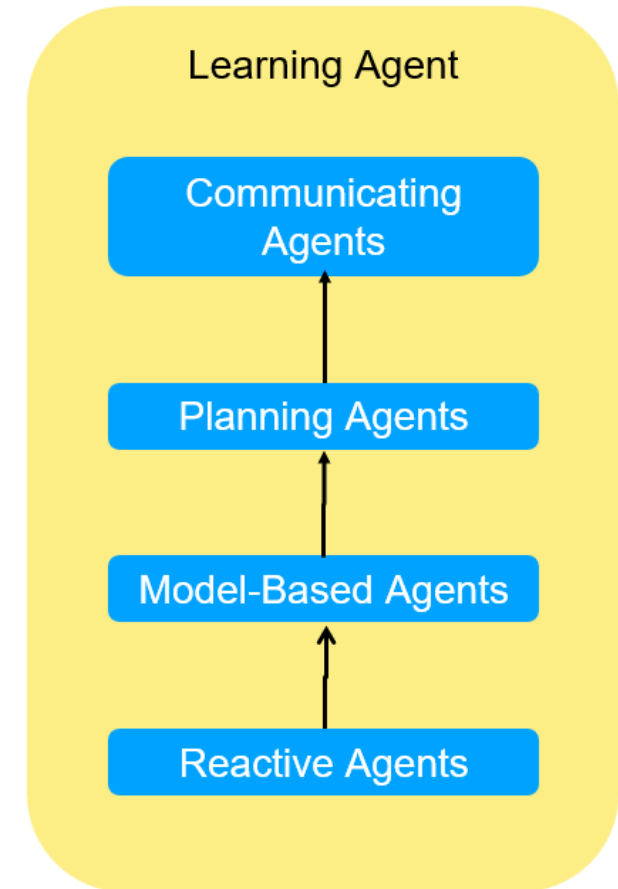 Learning Agent
Communicating
Agents
Planning Agents
Model-Based Agents
Reactive Agents